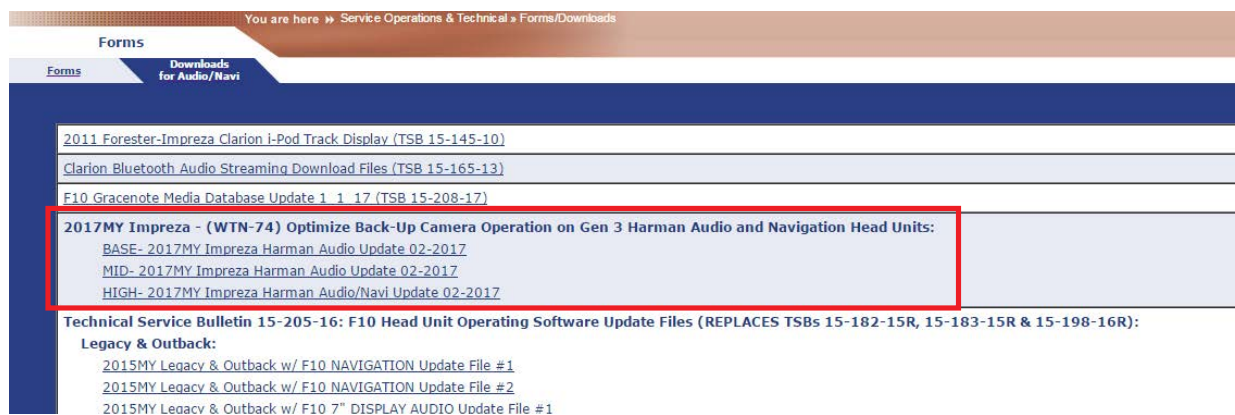 You are here » Service Operations & Technical » Forms/Downloads
Forms
Forms
Downloads
for Audio/Navi
2011 Forester-Impreza Clarion i-Pod Track Display (TSB 15-145-10)
Clarion Bluetooth Audio Streaming Download Files (TSB 15-165-13)
F10 Gracenote Media Database Update 1_1_17 (TSB 15-208-17)
2017MY Impreza - (WTN-74) Optimize Back-Up Camera Operation on Gen 3 Harman Audio and Navigation Head Units:
BASE- 2017MY Impreza Harman Audio Update 02-2017
MID- 2017MY Impreza Harman Audio Update 02-2017
HIGH- 2017MY Impreza Harman Audio/Navi Update 02-2017
Technical Service Bulletin 15-205-16: F10 Head Unit Operating Software Update Files (REPLACES TSBs 15-182-15R, 15-183-15R & 15-198-16R):
Legacy & Outback:
2015MY Legacy & Outback w/ F10 NAVIGATION Update File #1
2015MY Legacy & Outback w/ F10 NAVIGATION Update File #2
2015MY Legacy & Outback w/ F10 7" DISPLAY AUDIO Update File #1